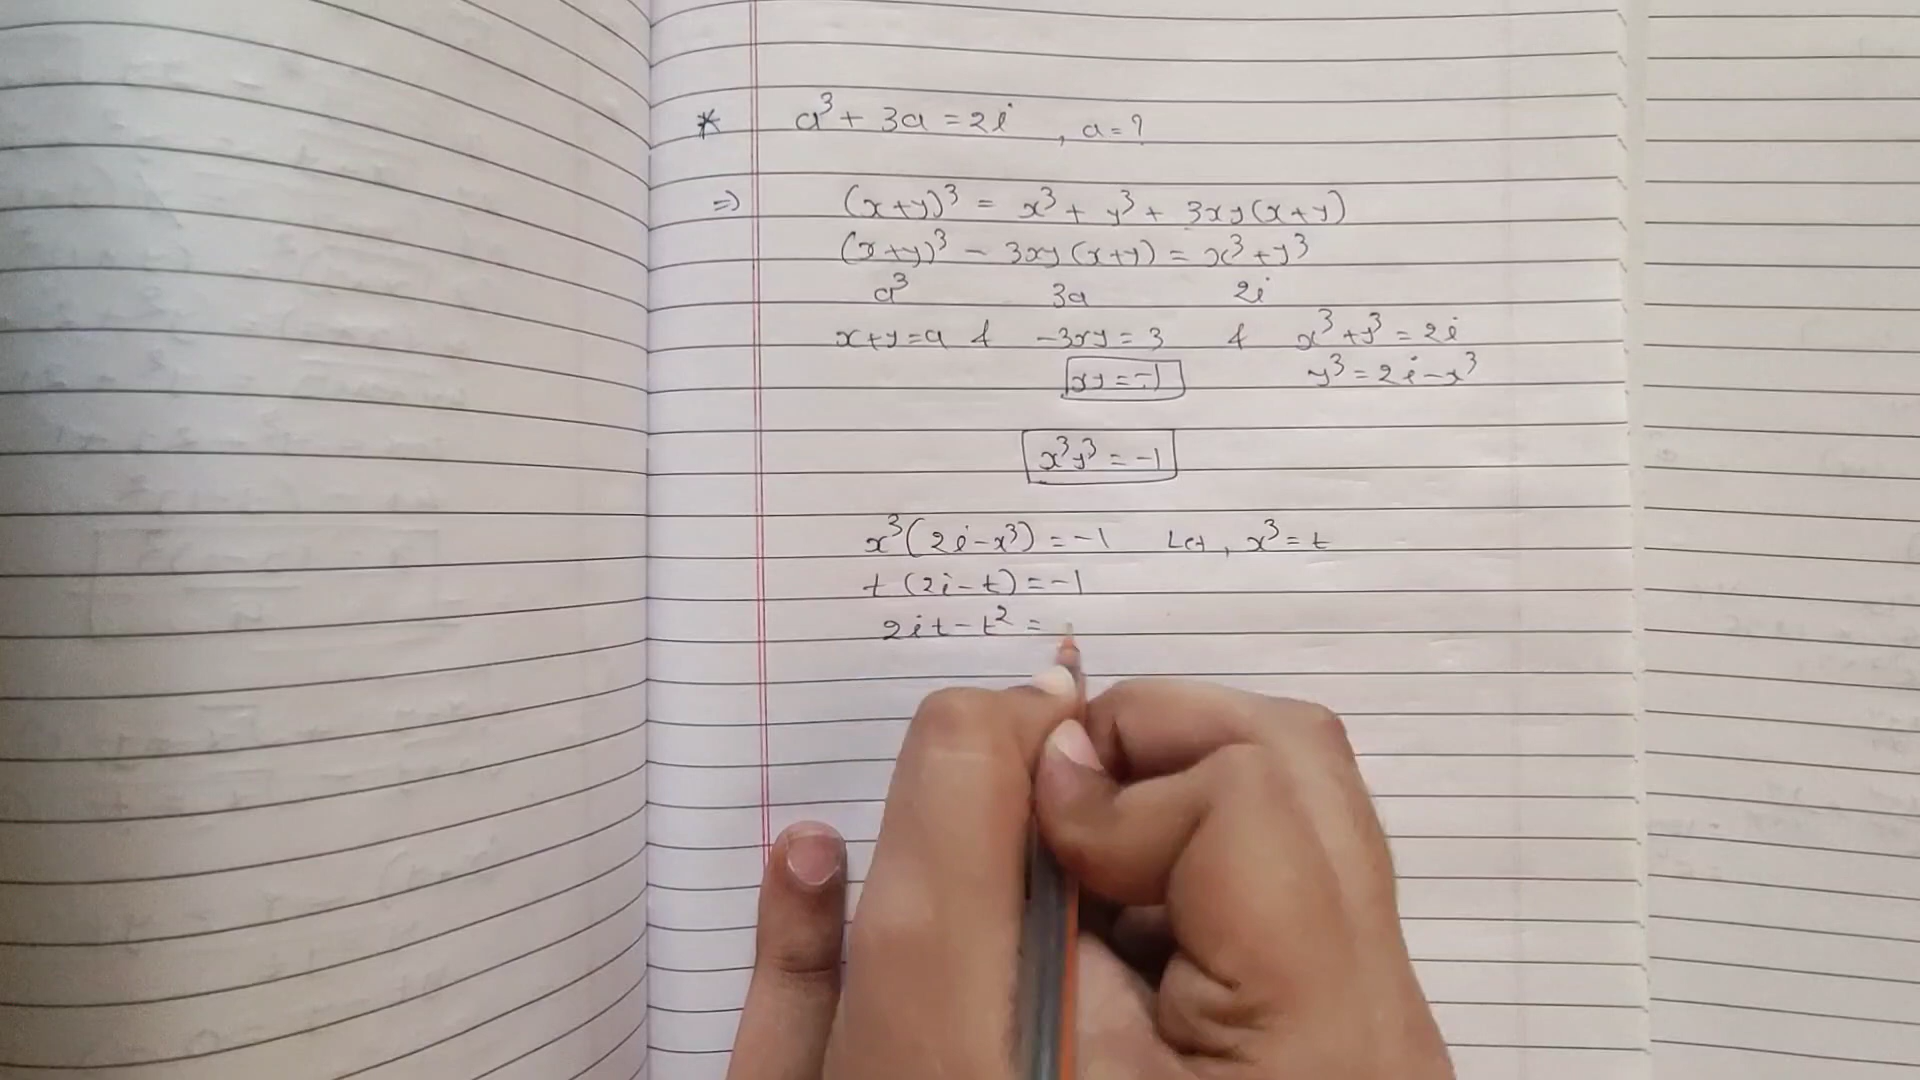 * a³ + 3a = 2i , a = ?
⇒ (x+y)³ = x³ + y³ + 3xy(x+y)
(x+y)³ - 3xy(x+y) = x³+y³
a³ 3a 2i
x+y=a & -3xy = 3 & x³+y³ = 2i
xy = -1 y³ = 2i-x³
x³y³ = -1
x³(2i-x³) = -1 Let, x³ = t
t(2i-t) = -1
2it - t² =